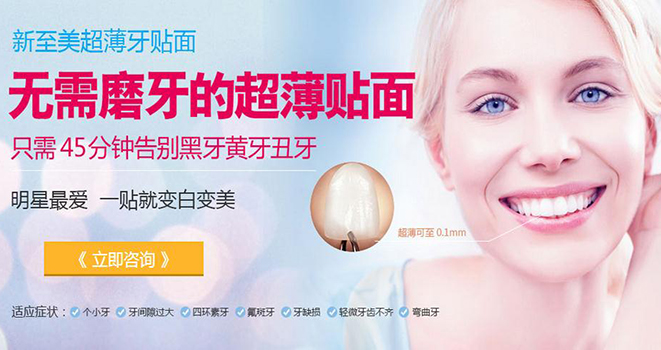 新至美超薄牙贴面
无需磨牙的超薄贴面
只需45分钟告别黑牙黄牙丑牙
明星最爱 一贴就变白变美
超薄可至 0.1mm
《 立即咨询 》
适应症状： 个小牙 牙间隙过大 四环素牙 氟斑牙 牙缺损 轻微牙齿不齐 弯曲牙